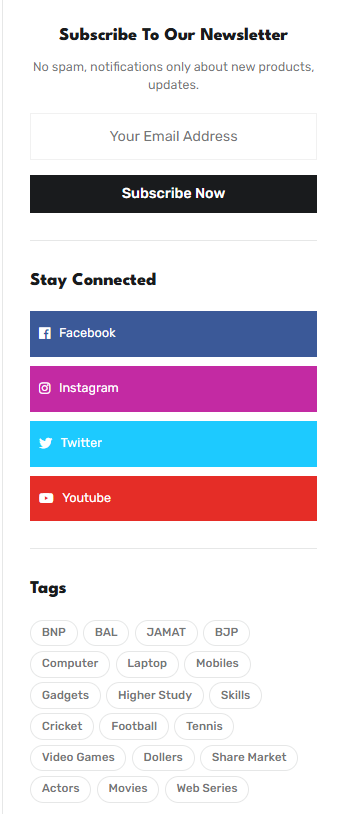 Subscribe To Our Newsletter
No spam, notifications only about new products,
updates.
Your Email Address
Subscribe Now
Stay Connected
Facebook
Instagram
Twitter
Youtube
Tags
BNP BAL JAMAT BJP
Computer Laptop Mobiles
Gadgets Higher Study Skills
Cricket Football Tennis
Video Games Dollers Share Market
Actors Movies Web Series